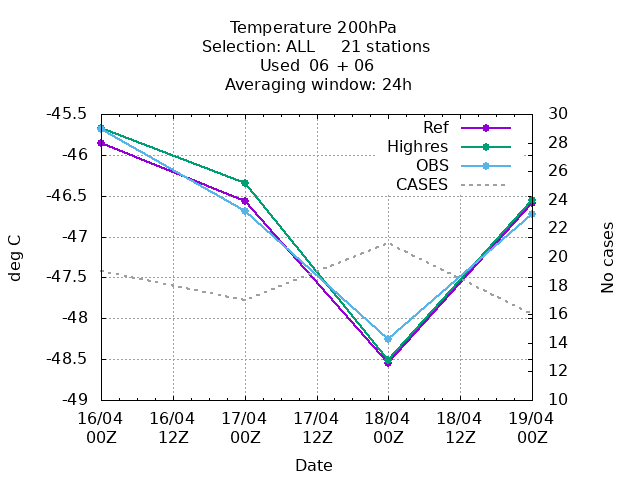 Temperature 200hPa
Selection: ALL 21 stations
Used 06 + 06
Averaging window: 24h
Ref
Highres
OBS
CASES
-45.5
-46
-46.5
-47
-47.5
-48
-48.5
-49
deg C
30
28
26
24
22
20
18
16
14
12
10
No cases
16/04 16/04 17/04 17/04 18/04 18/04 19/04
00Z 12Z 00Z 12Z 00Z 12Z 00Z
Date